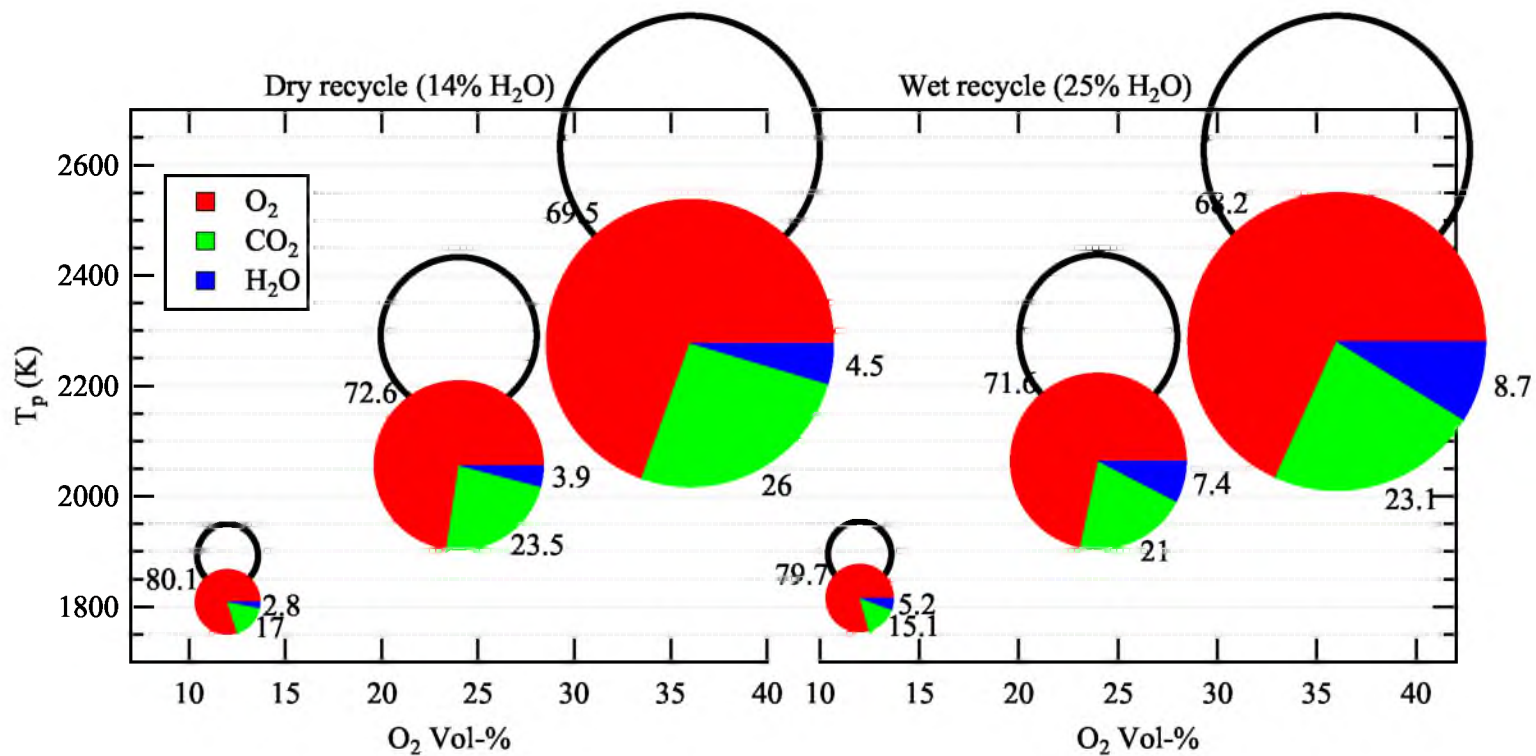 Dry recycle (14% H₂O)
Wet recycle (25% H₂O)
2600
2400
2200
2000
1800
Tₚ (K)
O₂
CO₂
H₂O
69.5
4.5
26
72.6
3.9
23.5
80.1
2.8
17
68.2
8.7
23.1
71.6
7.4
21
79.7
5.2
15.1
10 15 20 25 30 35 40
10 20 30 40
O₂ Vol-%
O₂ Vol-%